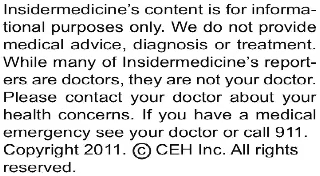 Insidermedicine's content is for informa-
tional purposes only. We do not provide
medical advice, diagnosis or treatment.
While many of Insidermedicine's report-
ers are doctors, they are not your doctor.
Please contact your doctor about your
health concerns. If you have a medical
emergency see your doctor or call 911.
Copyright 2011. © CEH Inc. All rights
reserved.